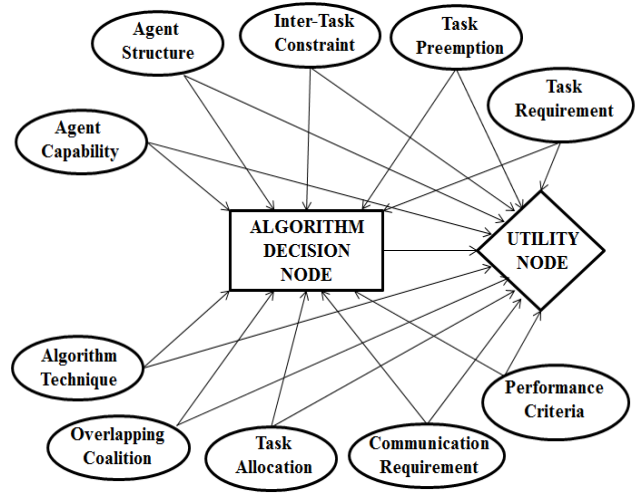 Agent
Structure
Inter-Task
Constraint
Task
Preemption
Task
Requirement
Agent
Capability
ALGORITHM
DECISION
NODE
UTILITY
NODE
Algorithm
Technique
Overlapping
Coalition
Task
Allocation
Communication
Requirement
Performance
Criteria